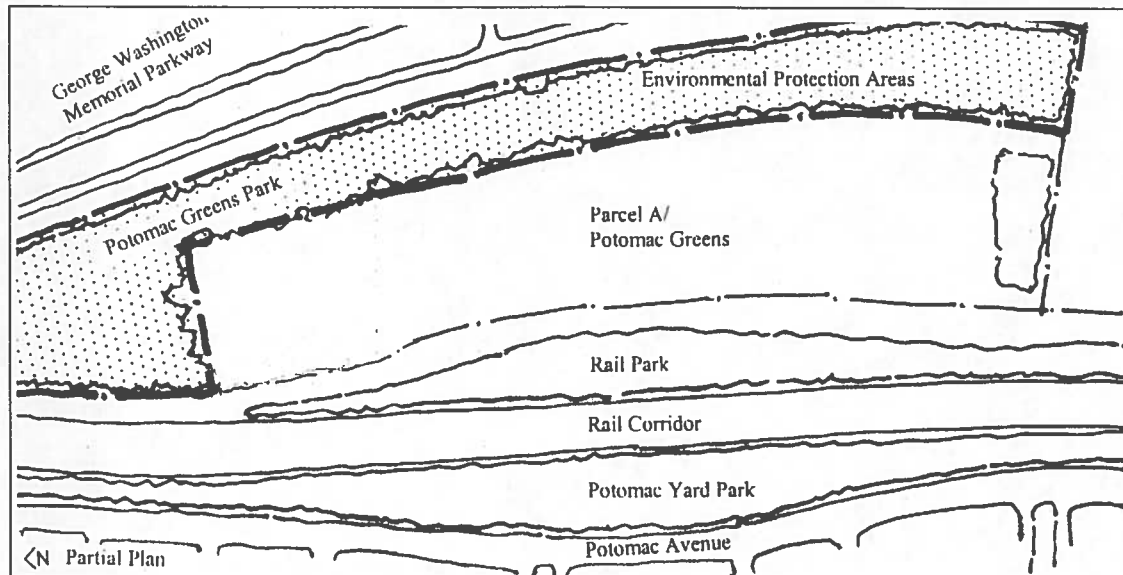 George Washington
Memorial Parkway
Environmental Protection Areas
Potomac Greens Park
Parcel A/
Potomac Greens
Rail Park
Rail Corridor
Potomac Yard Park
Potomac Avenue
<N Partial Plan